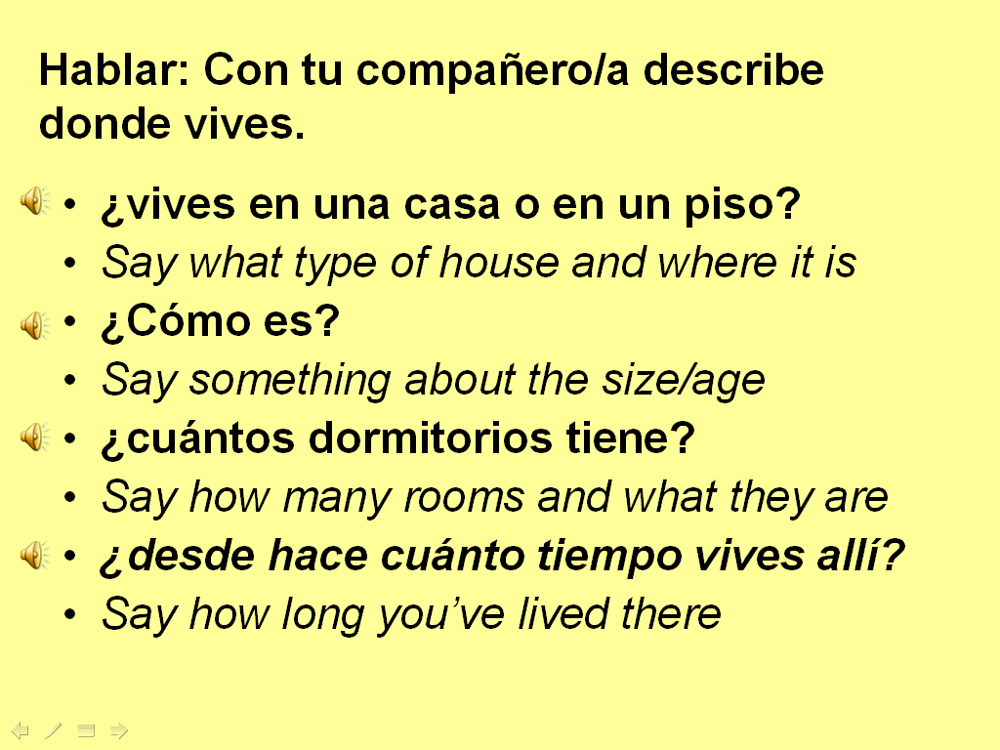 Hablar: Con tu compañero/a describe
donde vives.
• ¿vives en una casa o en un piso?
• Say what type of house and where it is
• ¿Cómo es?
• Say something about the size/age
• ¿cuántos dormitorios tiene?
• Say how many rooms and what they are
• ¿desde hace cuánto tiempo vives allí?
• Say how long you’ve lived there